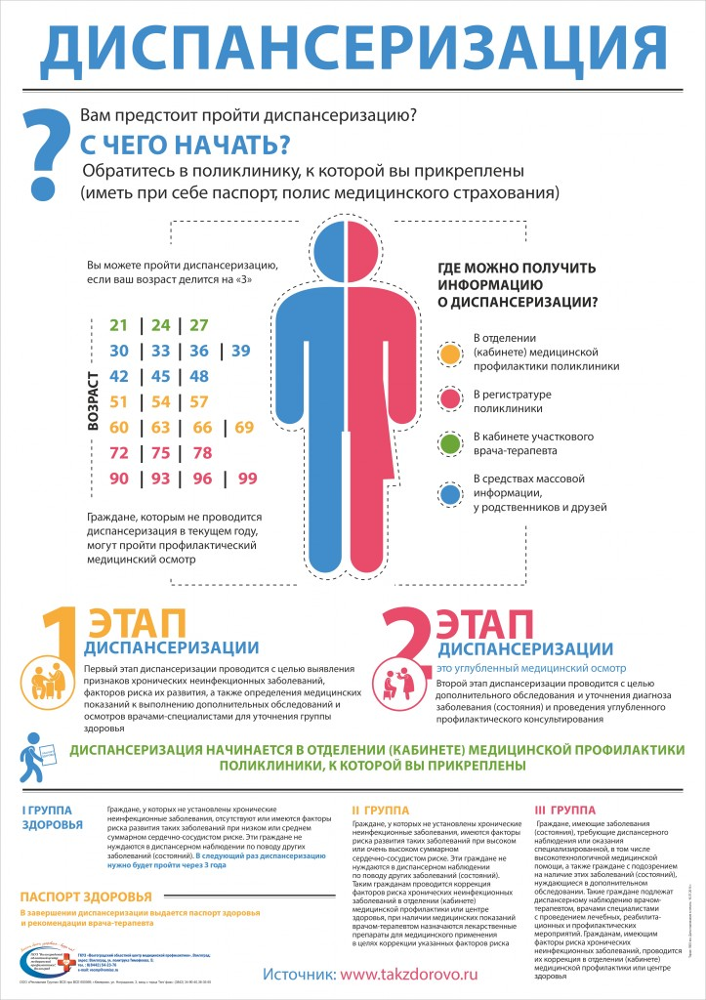 ДИСПАНСЕРИЗАЦИЯ
?
Вам предстоит пройти диспансеризацию?
С ЧЕГО НАЧАТЬ?
Обратитесь в поликлинику, к которой вы прикреплены
(иметь при себе паспорт, полис медицинского страхования)
Вы можете пройти диспансеризацию,
если ваш возраст делится на «3»
ВОЗРАСТ
21 | 24 | 27
30 | 33 | 36 | 39
42 | 45 | 48
51 | 54 | 57
60 | 63 | 66 | 69
72 | 75 | 78
90 | 93 | 96 | 99
Граждане, которым не проводится
диспансеризация в текущем году,
могут пройти профилактический
медицинский осмотр
ГДЕ МОЖНО ПОЛУЧИТЬ
ИНФОРМАЦИЮ
О ДИСПАНСЕРИЗАЦИИ?
В отделении
(кабинете) медицинской
профилактики поликлиники
В регистратуре
поликлиники
В кабинете участкового
врача-терапевта
В средствах массовой
информации,
у родственников и друзей
1 ЭТАП
ДИСПАНСЕРИЗАЦИИ
Первый этап диспансеризации проводится с целью выявления
признаков хронических неинфекционных заболеваний,
факторов риска их развития, а также определения медицинских
показаний к выполнению дополнительных обследований и
осмотров врачами-специалистами для уточнения группы
здоровья
2 ЭТАП
ДИСПАНСЕРИЗАЦИИ
это углубленный медицинский осмотр
Второй этап диспансеризации проводится с целью
дополнительного обследования и уточнения диагноза
заболевания (состояния) и проведения углубленного
профилактического консультирования
ДИСПАНСЕРИЗАЦИЯ НАЧИНАЕТСЯ В ОТДЕЛЕНИИ (КАБИНЕТЕ) МЕДИЦИНСКОЙ ПРОФИЛАКТИКИ
ПОЛИКЛИНИКИ, К КОТОРОЙ ВЫ ПРИКРЕПЛЕНЫ
I ГРУППА
ЗДОРОВЬЯ
Граждане, у которых не установлены хронические
неинфекционные заболевания, отсутствуют или имеются факторы
риска развития таких заболеваний при низком или среднем
суммарном сердечно-сосудистом риске. Эти граждане не
нуждаются в диспансерном наблюдении по поводу других
заболеваний (состояний). В следующий раз диспансеризацию
нужно будет пройти через 3 года
ПАСПОРТ ЗДОРОВЬЯ
В завершении диспансеризации выдается паспорт здоровья
и рекомендации врача-терапевта
II ГРУППА
Граждане, у которых не установлены хронические
неинфекционные заболевания, имеются факторы
риска развития таких заболеваний при высоком
или очень высоком суммарном
сердечно-сосудистом риске. Эти граждане не
нуждаются в диспансерном наблюдении
по поводу других заболеваний (состояний).
Таким гражданам проводится коррекция
факторов риска хронических неинфекционных
заболеваний в отделении (кабинете)
медицинской профилактики или центре
здоровья, при наличии медицинских показаний
врачом-терапевтом назначаются лекарственные
препараты для медицинского применения
в целях коррекции указанных факторов риска
III ГРУППА
Граждане, имеющие заболевания
(состояния), требующие диспансерного
наблюдения или оказания
специализированной, в том числе
высокотехнологичной медицинской
помощи, а также граждане с подозрением
на наличие этих заболеваний (состояний),
нуждающиеся в дополнительном
обследовании. Такие граждане подлежат
диспансерному наблюдению врачом-
терапевтом, врачами специалистами
с проведением лечебных, реабилита-
ционных и профилактических
мероприятий. Гражданам, имеющим
факторы риска хронических
неинфекционных заболеваний, проводится
их коррекция в отделении (кабинете)
медицинской профилактики или центре
здоровья
ГБУЗ «Волгоградский областной центр медицинской профилактики», Волгоград,
Источник: www.takzdorovo.ru